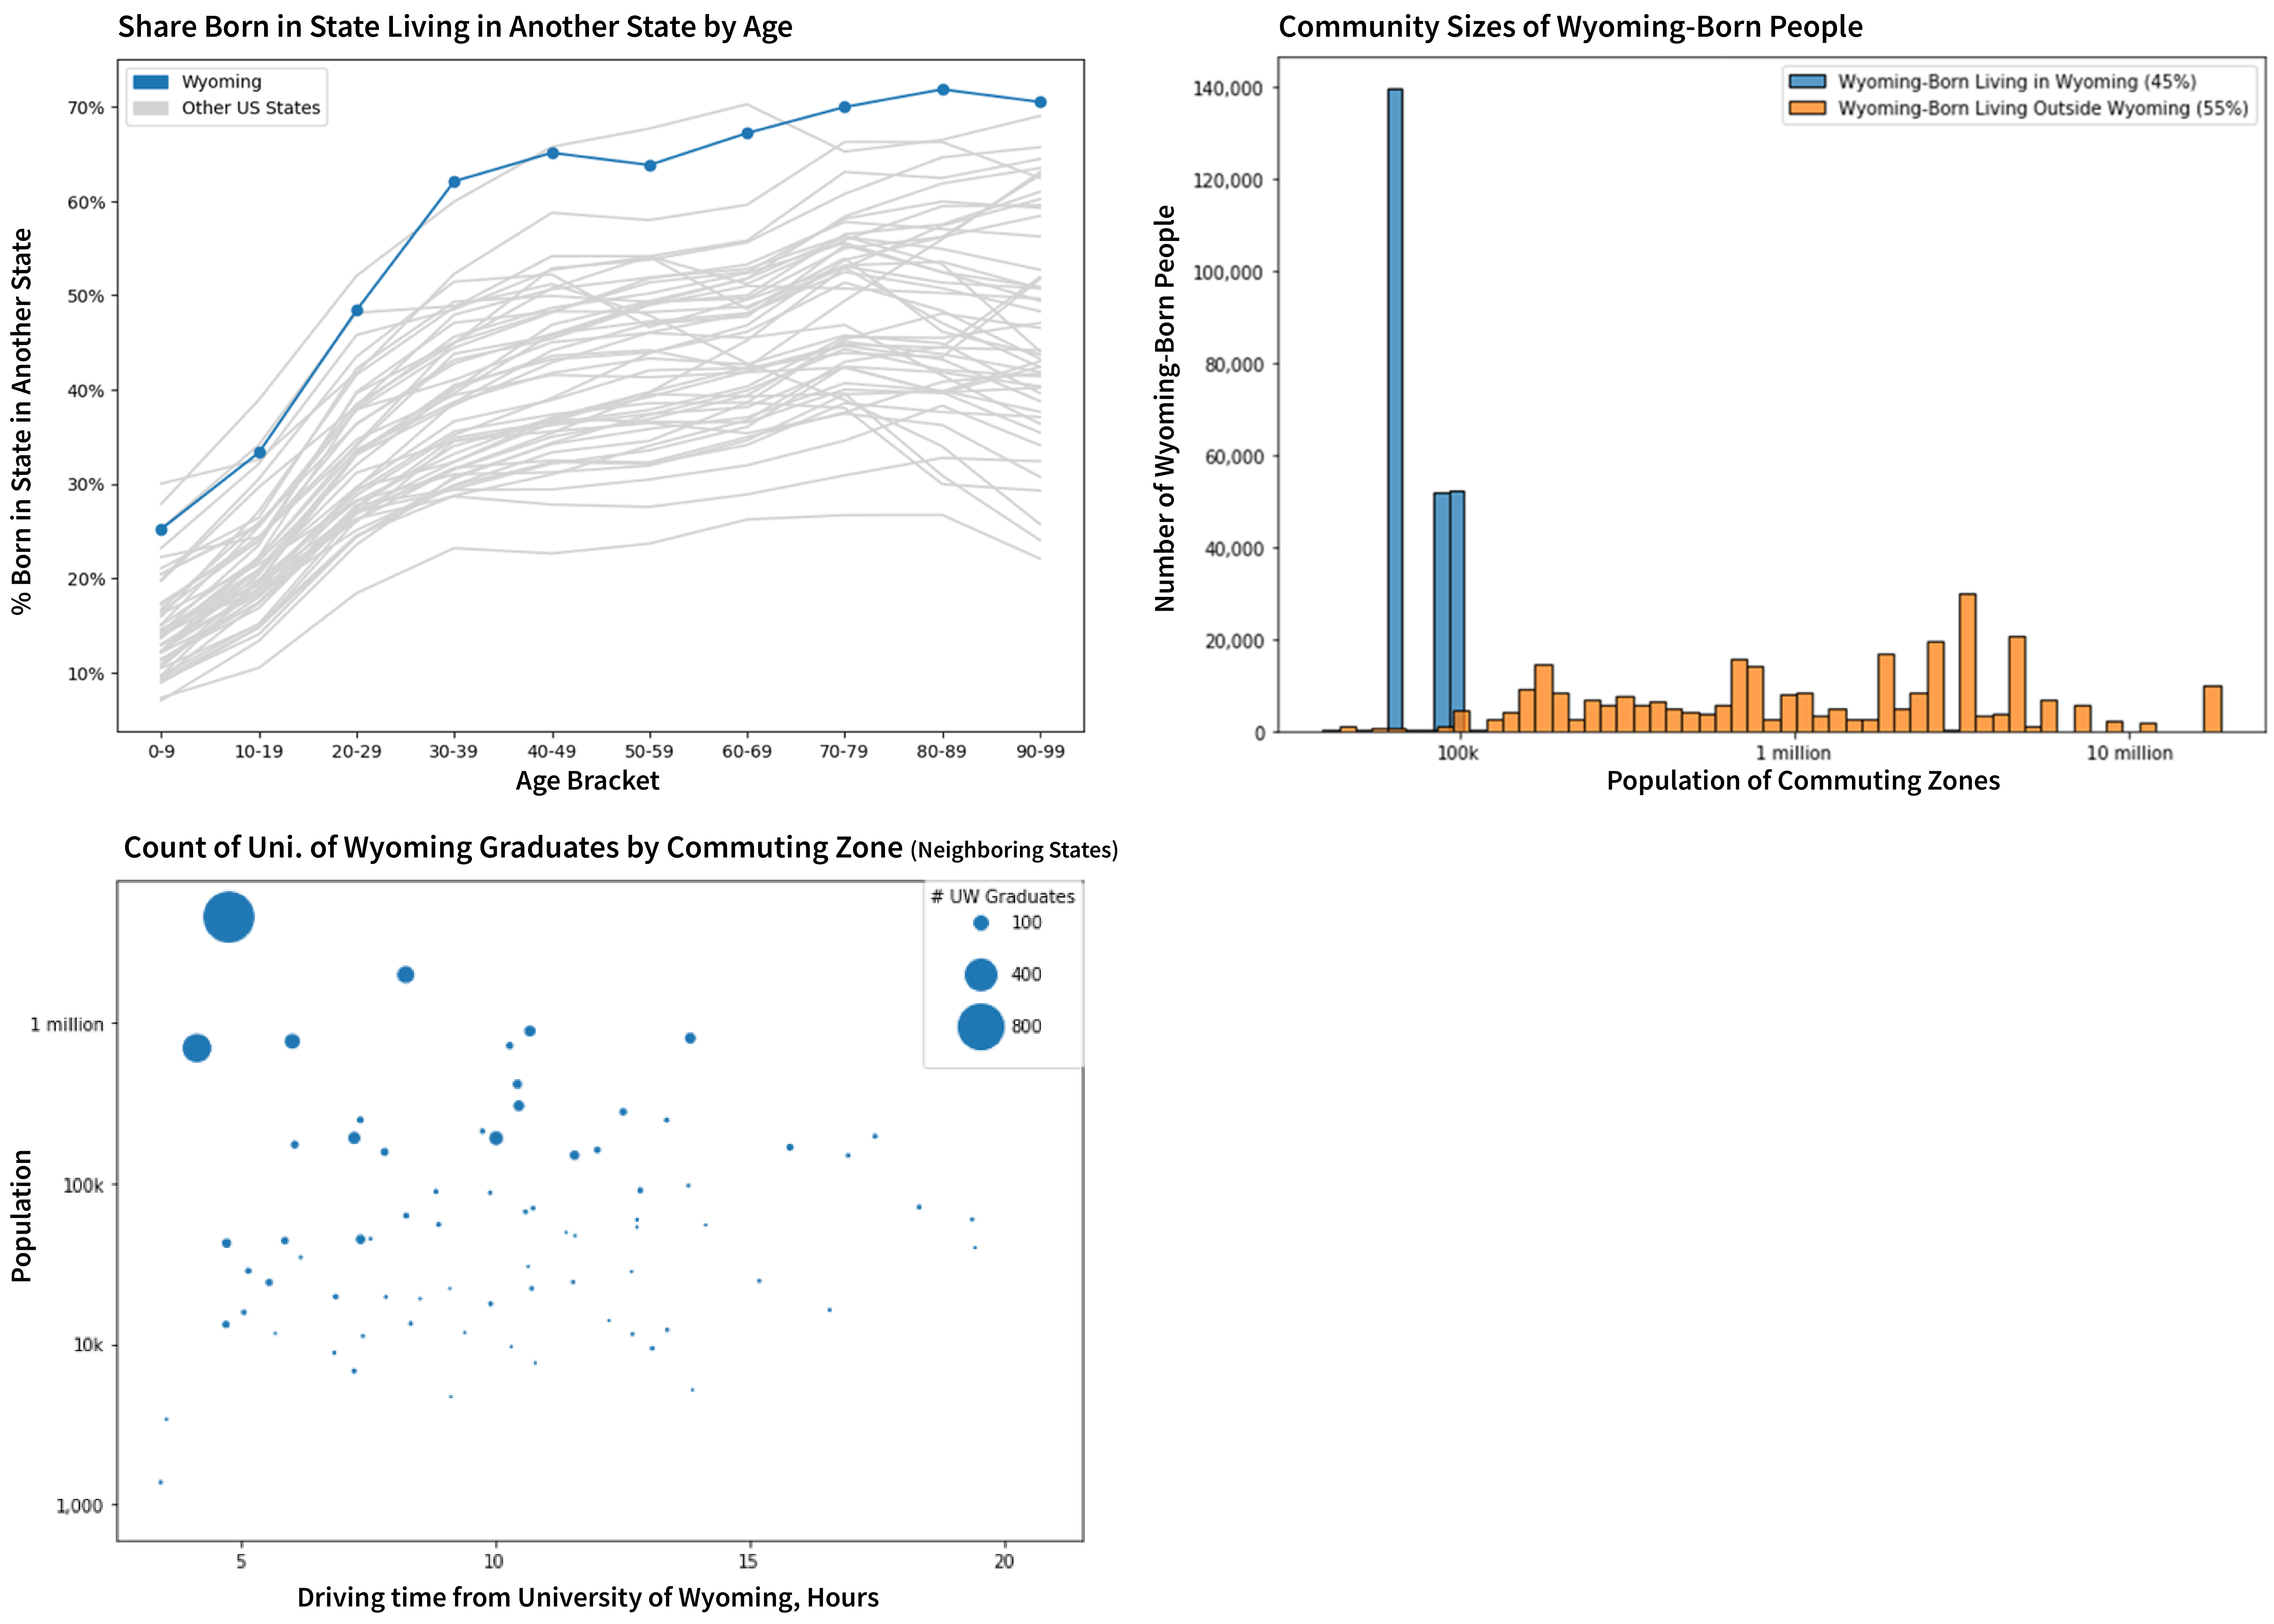 Share Born in State Living in Another State by Age
Wyoming
Other US States
% Born in State in Another State
70%
60%
50%
40%
30%
20%
10%
0-9
10-19
20-29
30-39
40-49
50-59
60-69
70-79
80-89
90-99
Age Bracket
Community Sizes of Wyoming-Born People
Wyoming-Born Living in Wyoming (45%)
Wyoming-Born Living Outside Wyoming (55%)
Number of Wyoming-Born People
140,000
120,000
100,000
80,000
60,000
40,000
20,000
0
100k
1 million
10 million
Population of Commuting Zones
Count of Uni. of Wyoming Graduates by Commuting Zone (Neighboring States)
# UW Graduates
100
400
800
Population
1 million
100k
10k
1,000
5
10
15
20
Driving time from University of Wyoming, Hours